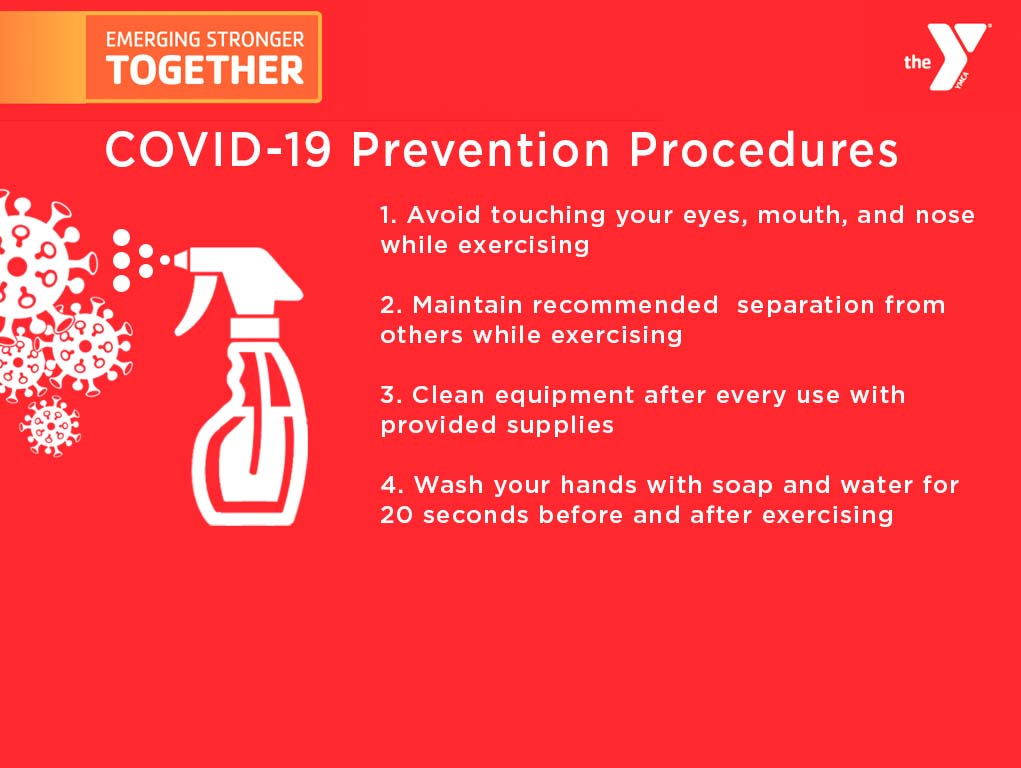 EMERGING STRONGER
TOGETHER
the Y®
YMCA
COVID-19 Prevention Procedures
1. Avoid touching your eyes, mouth, and nose
while exercising
2. Maintain recommended  separation from
others while exercising
3. Clean equipment after every use with
provided supplies
4. Wash your hands with soap and water for
20 seconds before and after exercising